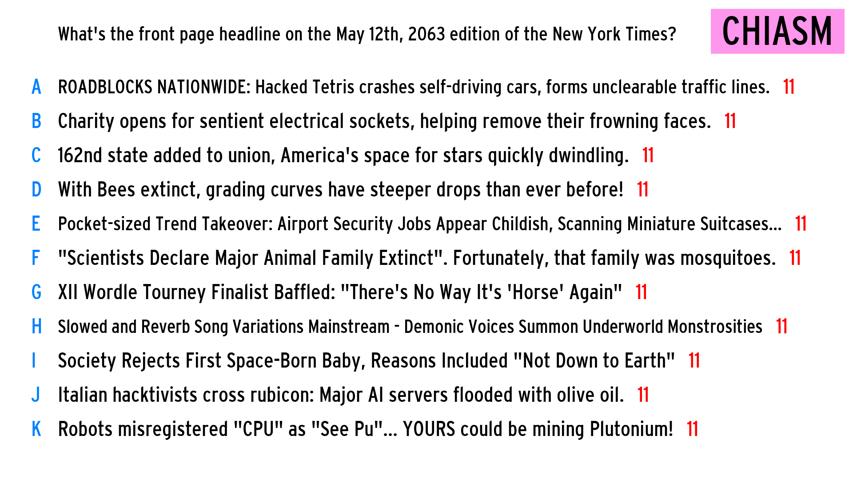 What's the front page headline on the May 12th, 2063 edition of the New York Times?
CHIASM
A ROADBLOCKS NATIONWIDE: Hacked Tetris crashes self-driving cars, forms unclearable traffic lines. 11
B Charity opens for sentient electrical sockets, helping remove their frowning faces. 11
C 162nd state added to union, America's space for stars quickly dwindling. 11
D With Bees extinct, grading curves have steeper drops than ever before! 11
E Pocket-sized Trend Takeover: Airport Security Jobs Appear Childish, Scanning Miniature Suitcases... 11
F "Scientists Declare Major Animal Family Extinct". Fortunately, that family was mosquitoes. 11
G XII Wordle Tourney Finalist Baffled: "There's No Way It's 'Horse' Again" 11
H Slowed and Reverb Song Variations Mainstream - Demonic Voices Summon Underworld Monstrosities 11
I Society Rejects First Space-Born Baby, Reasons Included "Not Down to Earth" 11
J Italian hacktivists cross rubicon: Major AI servers flooded with olive oil. 11
K Robots misregistered "CPU" as "See Pu"... YOURS could be mining Plutonium! 11